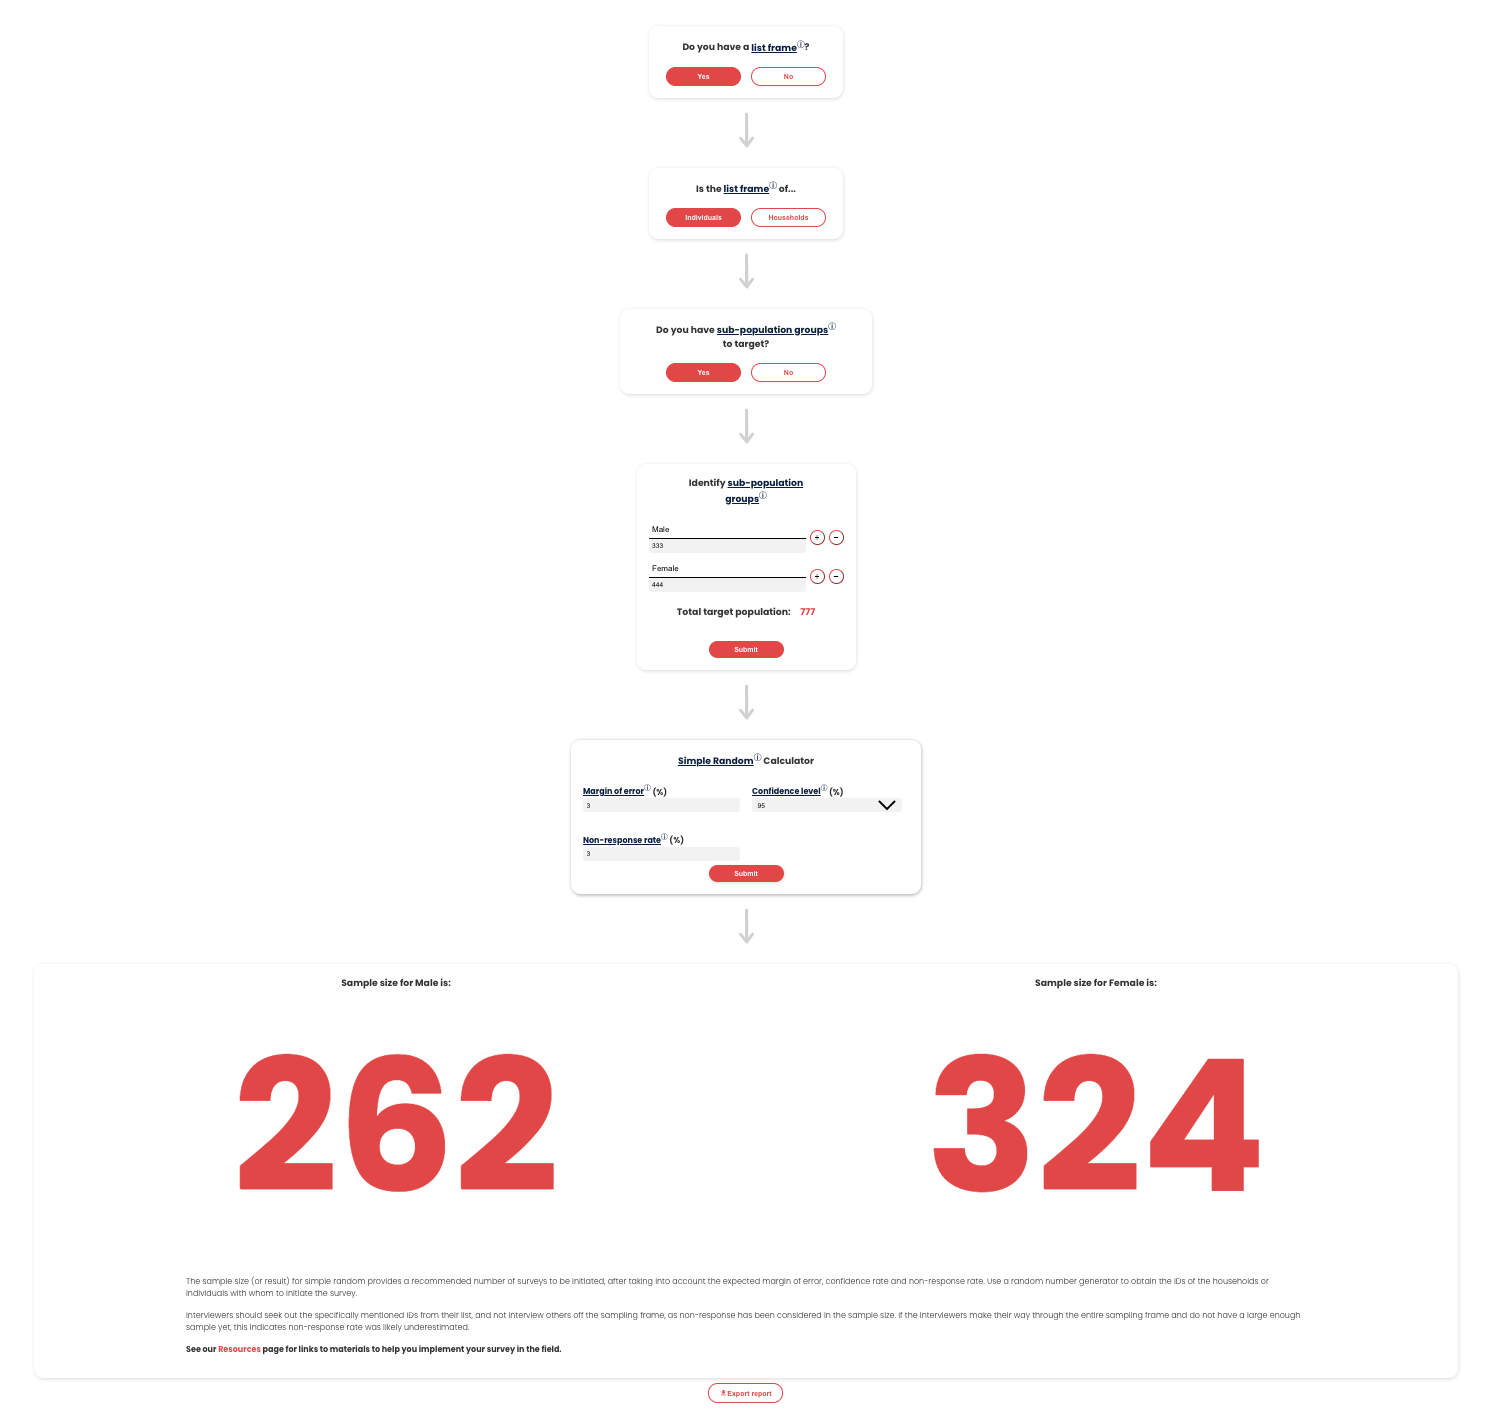 Do you have a list frameⓘ?
Yes No
Is the list frameⓘ of...
Individuals Households
Do you have sub-population groupsⓘ
to target?
Yes No
Identify sub-population
groupsⓘ
Male
333
+ −
Female
444
+ −
Total target population: 777
Submit
Simple Randomⓘ Calculator
Margin of errorⓘ (%) Confidence levelⓘ (%)
3 95
Non-response rateⓘ (%)
3
Submit
Sample size for Male is: Sample size for Female is:
262 324
The sample size (or result) for simple random provides a recommended number of surveys to be initiated, after taking into account the expected margin of error, confidence rate and non-response rate. Use a random number generator to obtain the IDs of the households or
individuals with whom to initiate the survey.
Interviewers should seek out the specifically mentioned IDs from their list, and not interview others off the sampling frame, as non-response has been considered in the sample size. If the interviewers make their way through the entire sampling frame and do not have a large enough
sample yet, this indicates non-response rate was likely underestimated.
See our Resources page for links to materials to help you implement your survey in the field.
Export report